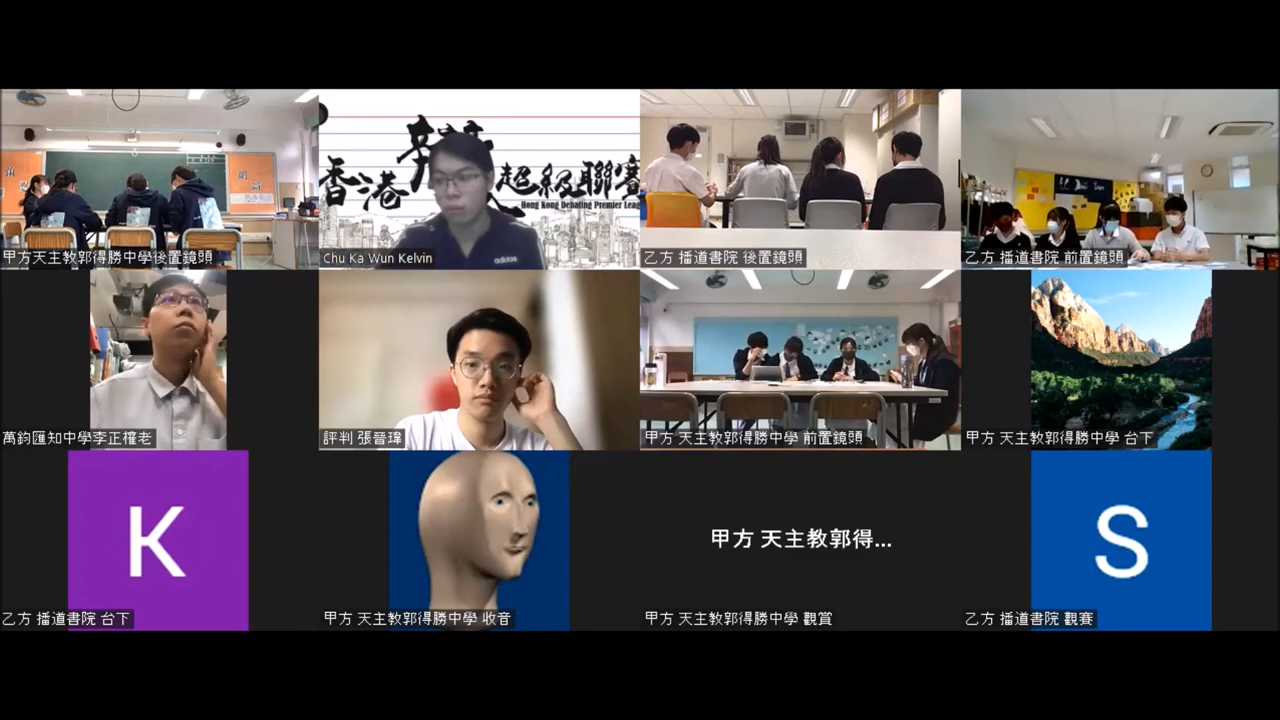 香港辯
超級聯賽
Hong Kong Debating Premier Leag
甲方天主教郭得勝中學後置鏡頭
Chu Ka Wun Kelvin
adidas
乙方 播道書院 後置鏡頭
乙方 播道書院 前置鏡頭
萬鈞匯知中學李正權老
評判 張晉瑋
甲方 天主教郭得勝中學 前置鏡頭
甲方 天主教郭得勝中學 台下
K
甲方 天主教郭得...
S
乙方 播道書院 台下
甲方 天主教郭得勝中學 收音
甲方 天主教郭得勝中學 觀賞
乙方 播道書院 觀賽